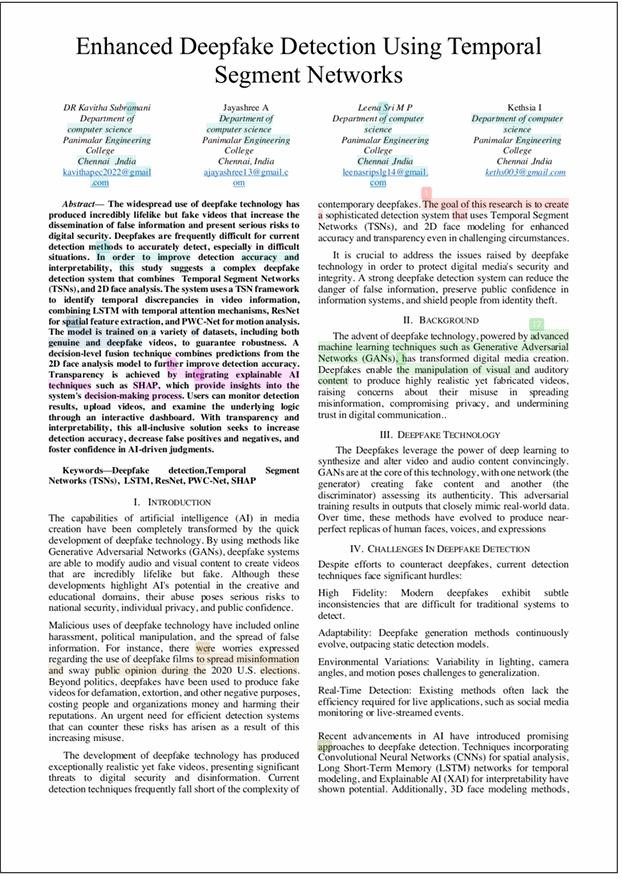 Enhanced Deepfake Detection Using Temporal
Segment Networks
DR Kavitha Subramani
Department of
computer science
Panimalar Engineering
College
Chennai ,India
kavithapec2022@gmail
.com
Jayashree A
Department of
computer science
Panimalar Engineering
College
Chennai, India
ajayashree13@gmail.c
om
Leena Sri M P
Department of computer
science
Panimalar Engineering
College
Chennai, India
leenasripslg14@gmail.
com
Kethsia I
Department of computer
science
Panimalar Engineering
College
Chennai ,India
keths003@gmail.com
Abstract— The widespread use of deepfake technology has
produced incredibly lifelike but fake videos that increase the
dissemination of false information and present serious risks to
digital security. Deepfakes are frequently difficult for current
detection methods to accurately detect, especially in difficult
situations. In order to improve detection accuracy and
interpretability, this study suggests a complex deepfake
detection system that combines Temporal Segment Networks
(TSNs), and 2D face analysis. The system uses a TSN framework
to identify temporal discrepancies in video information,
combining LSTM with temporal attention mechanisms, ResNet
for spatial feature extraction, and PWC-Net for motion analysis.
The model is trained on a variety of datasets, including both
genuine and deepfake videos, to guarantee robustness. A
decision-level fusion technique combines predictions from the
2D face analysis model to further improve detection accuracy.
Transparency is achieved by integrating explainable AI
techniques such as SHAP, which provide insights into the
system's decision-making process. Users can monitor detection
results, upload videos, and examine the underlying logic
through an interactive dashboard. With transparency and
interpretability, this all-inclusive solution seeks to increase
detection accuracy, decrease false positives and negatives, and
foster confidence in AI-driven judgments.
Keywords—Deepfake detection,Temporal Segment
Networks (TSNs), LSTM, ResNet, PWC-Net, SHAP
I. INTRODUCTION
The capabilities of artificial intelligence (AI) in media
creation have been completely transformed by the quick
development of deepfake technology. By using methods like
Generative Adversarial Networks (GANs), deepfake systems
are able to modify audio and visual content to create videos
that are incredibly lifelike but fake. Although these
developments highlight AI's potential in the creative and
educational domains, their abuse poses serious risks to
national security, individual privacy, and public confidence.
Malicious uses of deepfake technology have included online
harassment, political manipulation, and the spread of false
information. For instance, there were worries expressed
regarding the use of deepfake films to spread misinformation
and sway public opinion during the 2020 U.S. elections.
Beyond politics, deepfakes have been used to produce fake
videos for defamation, extortion, and other negative purposes,
costing people and organizations money and harming their
reputations. An urgent need for efficient detection systems
that can counter these risks has arisen as a result of this
increasing misuse.
The development of deepfake technology has produced
exceptionally realistic yet fake videos, presenting significant
threats to digital security and disinformation. Current
detection techniques frequently fall short of the complexity of
contemporary deepfakes. The goal of this research is to create
a sophisticated detection system that uses Temporal Segment
Networks (TSNs), and 2D face modeling for enhanced
accuracy and transparency even in challenging circumstances.
It is crucial to address the issues raised by deepfake
technology in order to protect digital media's security and
integrity. A strong deepfake detection system can reduce the
danger of false information, preserve public confidence in
information systems, and shield people from identity theft.
II. BACKGROUND
17
The advent of deepfake technology, powered by advanced
machine learning techniques such as Generative Adversarial
Networks (GANs), has transformed digital media creation.
Deepfakes enable the manipulation of visual and auditory
content to produce highly realistic yet fabricated videos,
raising concerns about their misuse in spreading
misinformation, compromising privacy, and undermining
trust in digital communication..
III. DEEPFAKE TECHNOLOGY
The Deepfakes leverage the power of deep learning to
synthesize and alter video and audio content convincingly.
GANs are at the core of this technology, with one network (the
generator) creating fake content and another (the
discriminator) assessing its authenticity. This adversarial
training results in outputs that closely mimic real-world data.
Over time, these methods have evolved to produce near-
perfect replicas of human faces, voices, and expressions
IV. CHALLENGES IN DEEPFAKE DETECTION
Despite efforts to counteract deepfakes, current detection
techniques face significant hurdles:
High Fidelity: Modern deepfakes exhibit subtle
inconsistencies that are difficult for traditional systems to
detect.
Adaptability: Deepfake generation methods continuously
evolve, outpacing static detection models.
Environmental Variations: Variability in lighting, camera
angles, and motion poses challenges to generalization.
Real-Time Detection: Existing methods often lack the
efficiency required for live applications, such as social media
monitoring or live-streamed events.
Recent advancements in AI have introduced promising
approaches to deepfake detection. Techniques incorporating
Convolutional Neural Networks (CNNs) for spatial analysis,
Long Short-Term Memory (LSTM) networks for temporal
modeling, and Explainable AI (XAI) for interpretability have
shown potential. Additionally, 3D face modeling methods,